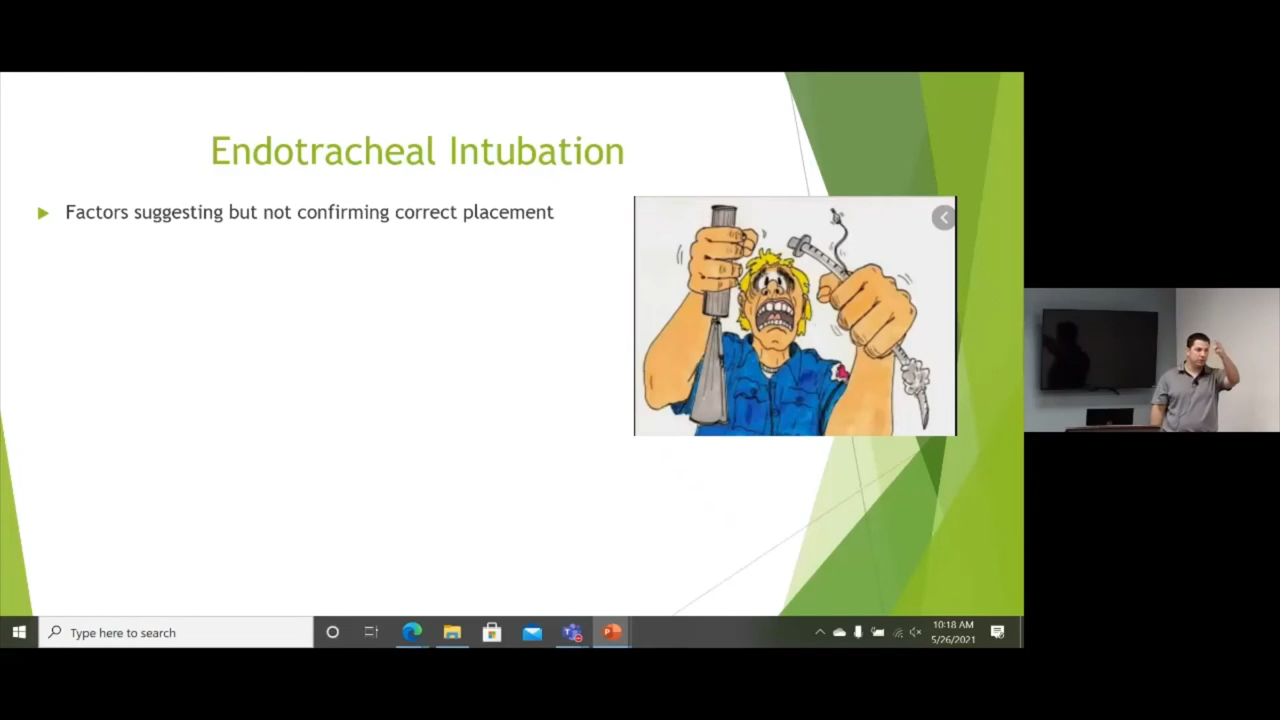 Endotracheal Intubation
Factors suggesting but not confirming correct placement
Type here to search
10:18 AM
5/26/2021